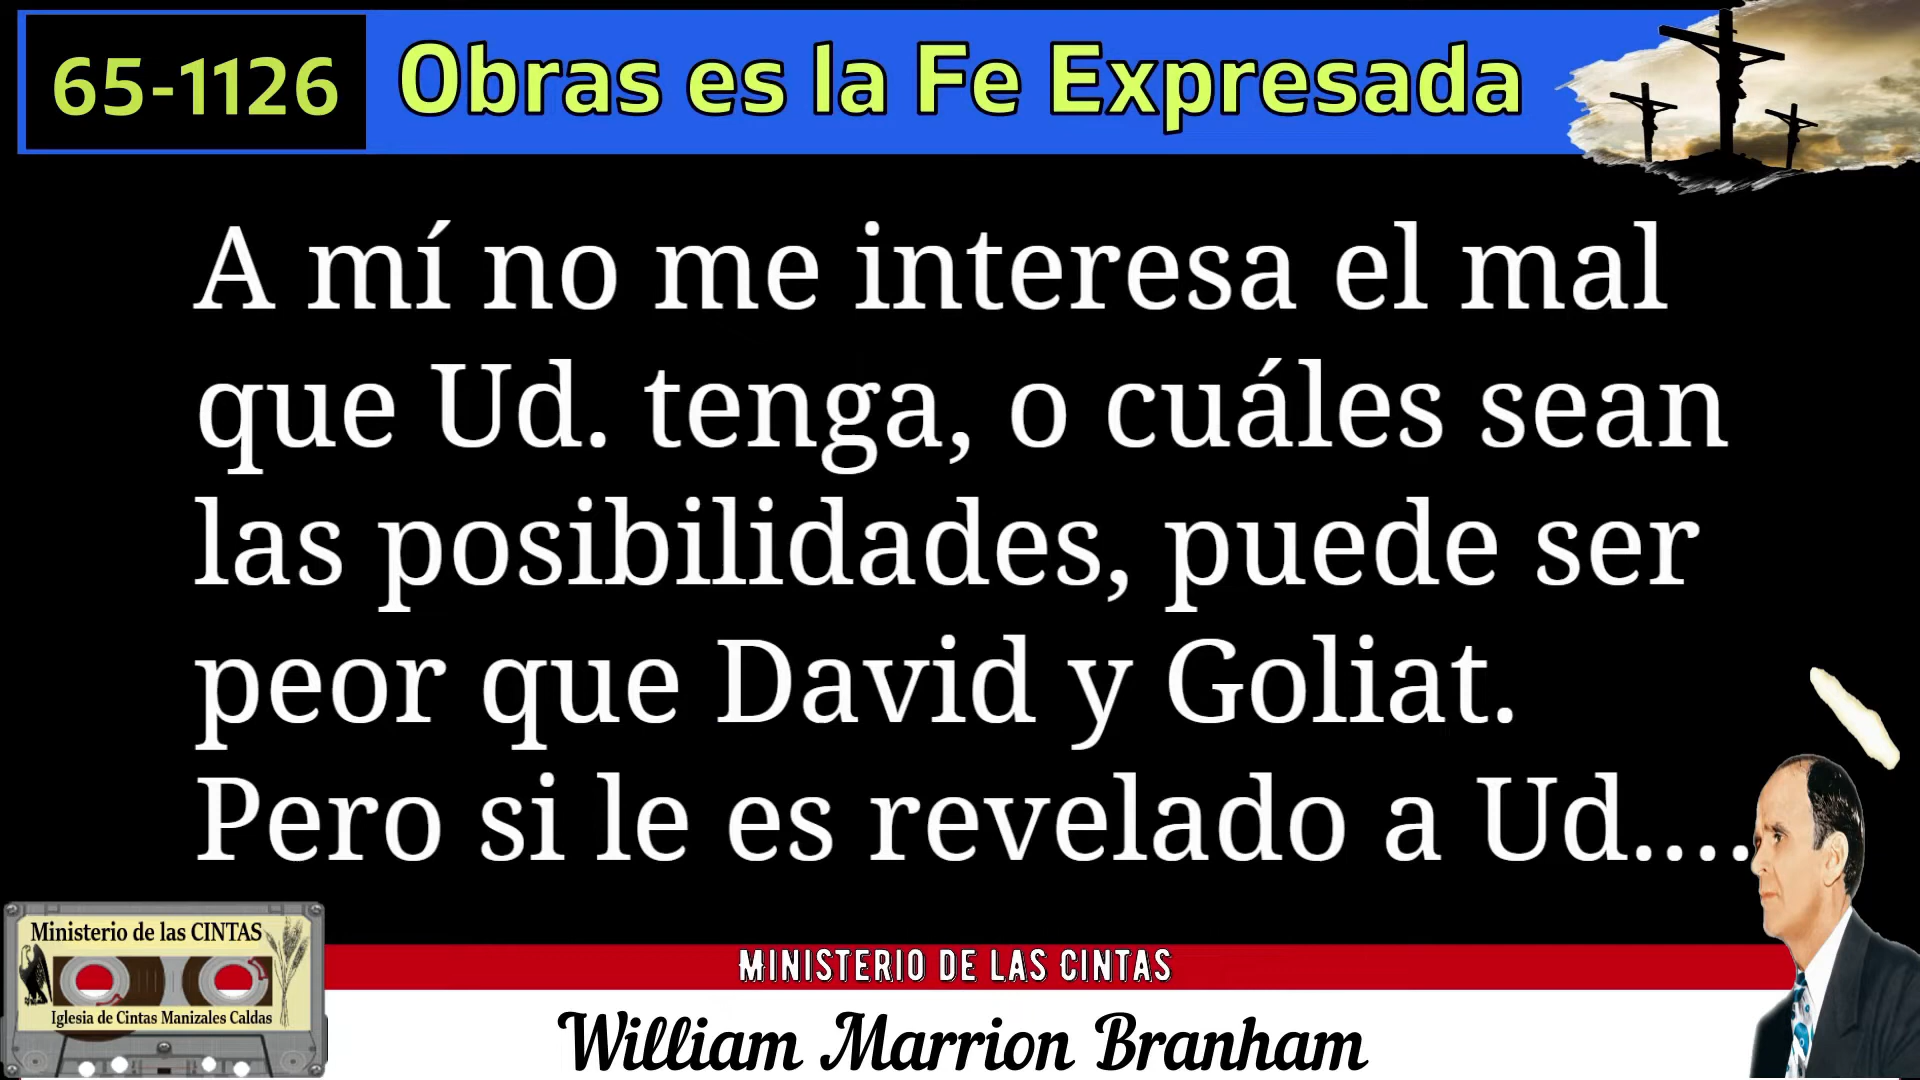 65-1126
Obras es la Fe Expresada
A mí no me interesa el mal
que Ud. tenga, o cuáles sean
las posibilidades, puede ser
peor que David y Goliat.
Pero si le es revelado a Ud....
Ministerio de las CINTAS
Iglesia de Cintas Manizales Caldas
MINISTERIO DE LAS CINTAS
William Marrion Branham